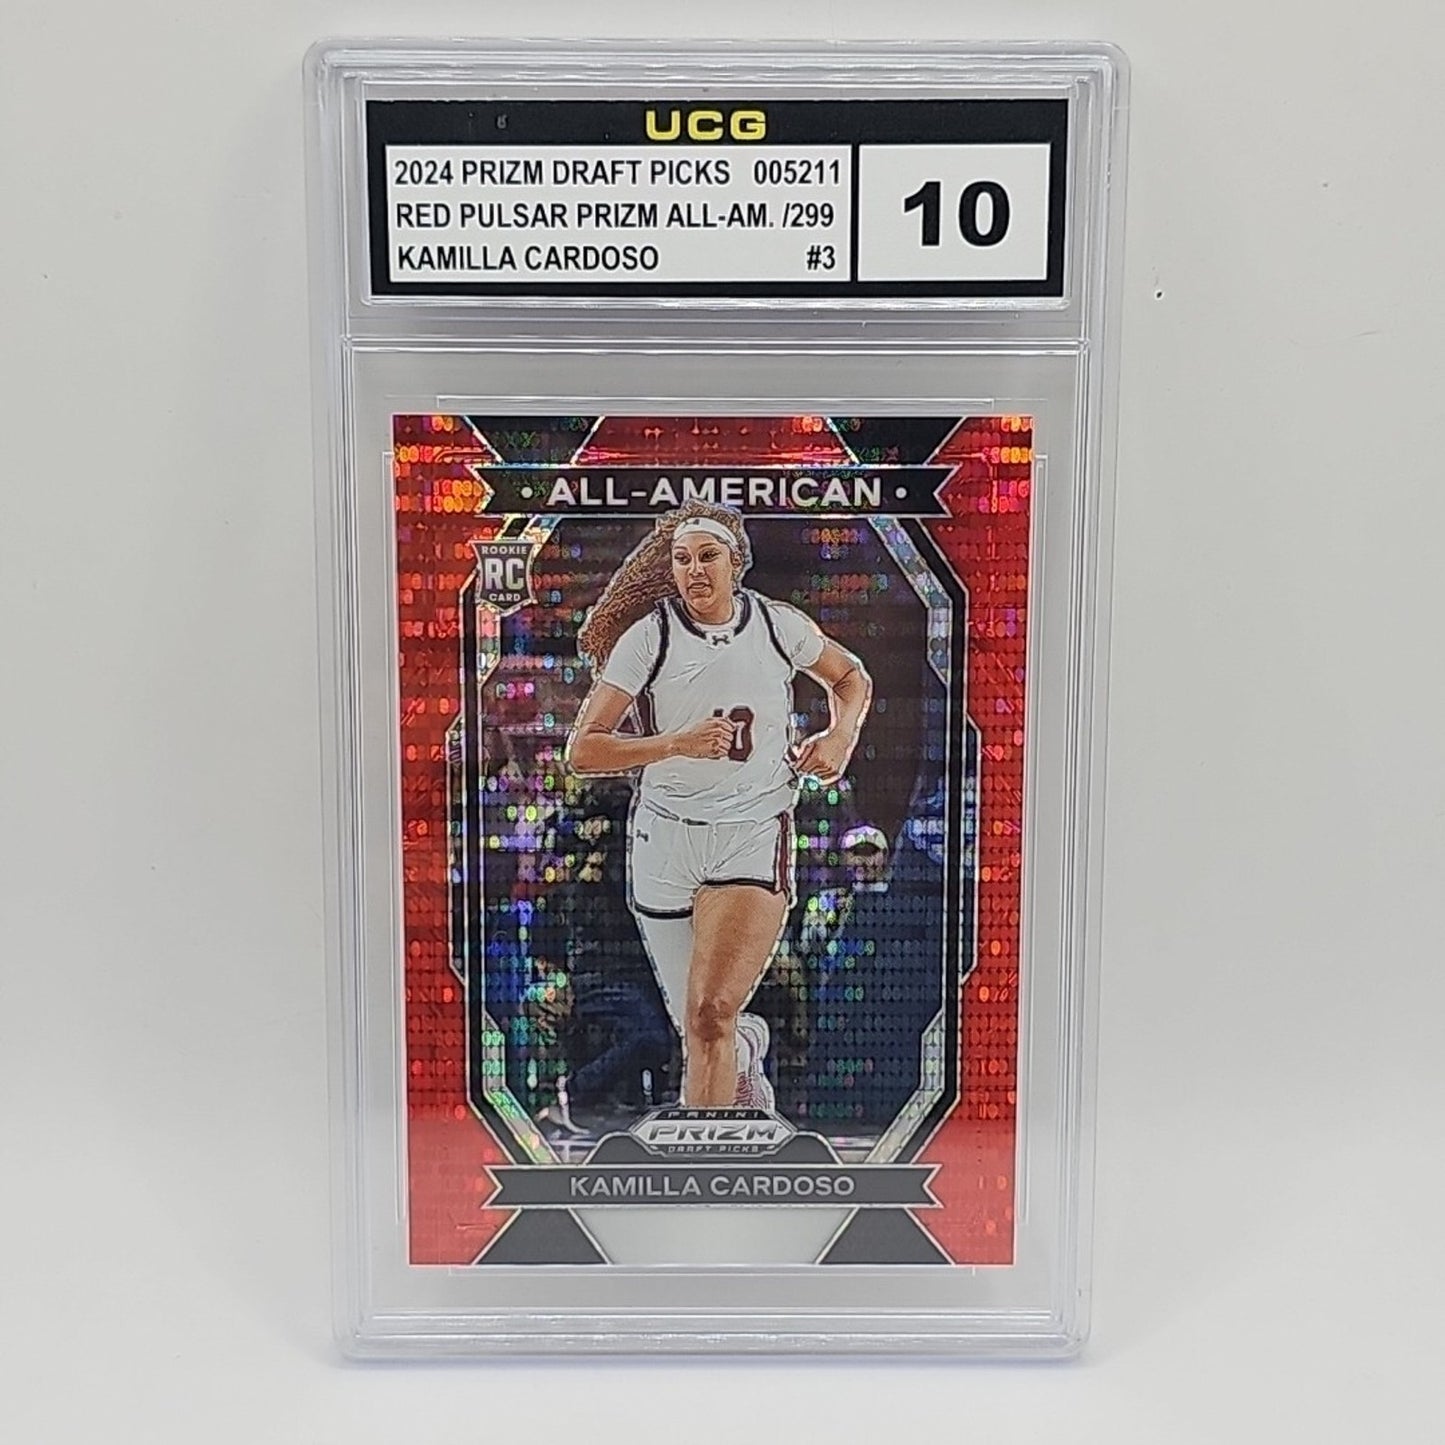 UCG
2024 PRIZM DRAFT PICKS 005211
RED PULSAR PRIZM ALL-AM. /299
KAMILLA CARDOSO #3
10
• ALL-AMERICAN •
ROOKIE
RC
CARD
10
PANINI
PRIZM
DRAFT PICKS
KAMILLA CARDOSO